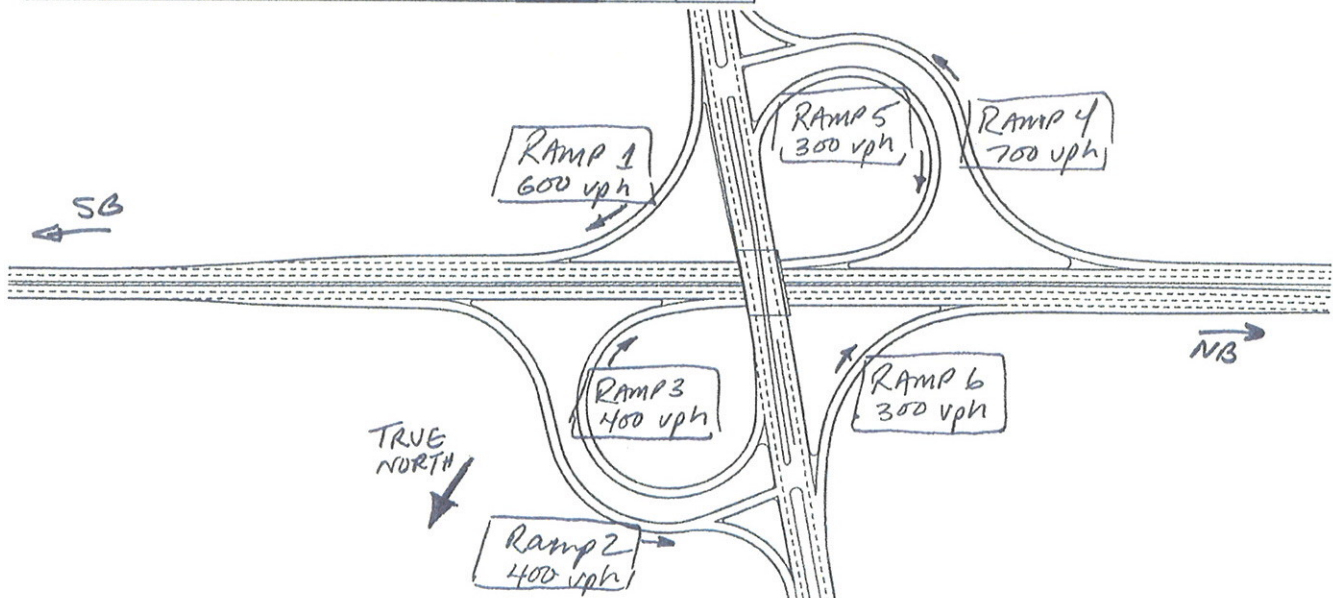 RAMP 5
300 vph
RAMP 4
700 vph
RAMP 1
600 vph
SB
NB
RAMP 3
400 vph
RAMP 6
300 vph
TRUE
NORTH
Ramp 2
400 vph